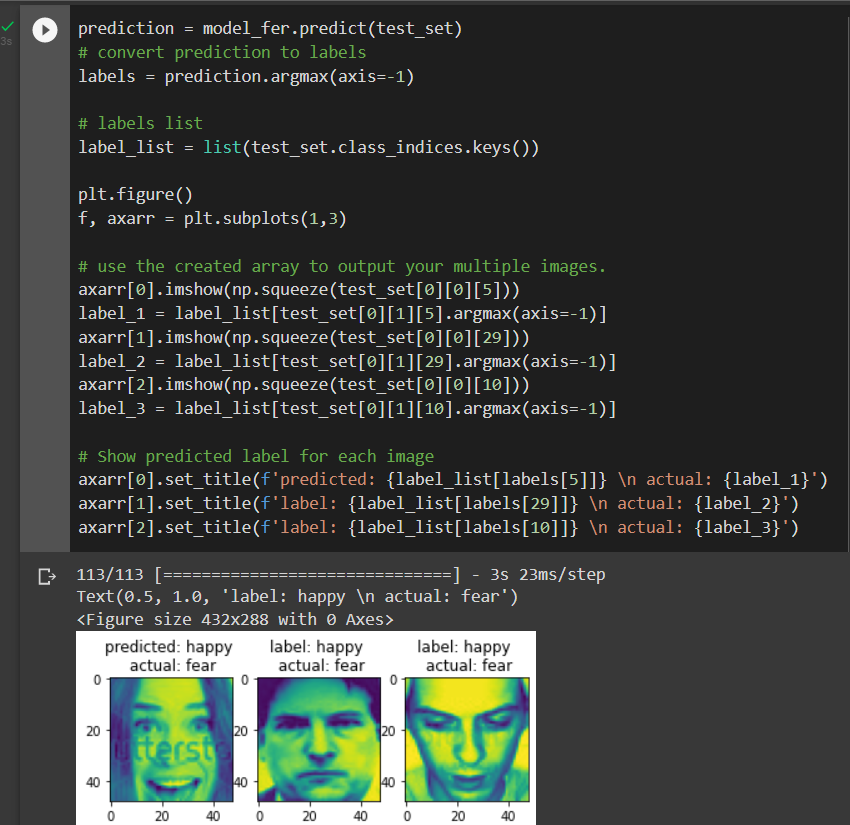 3s
prediction = model_fer.predict(test_set)
# convert prediction to labels
labels = prediction.argmax(axis=-1)
# labels list
label_list = list(test_set.class_indices.keys())
plt.figure()
f, axarr = plt.subplots(1,3)
# use the created array to output your multiple images.
axarr[0].imshow(np.squeeze(test_set[0][0][5]))
label_1 = label_list[test_set[0][1][5].argmax(axis=-1)]
axarr[1].imshow(np.squeeze(test_set[0][0][29]))
label_2 = label_list[test_set[0][1][29].argmax(axis=-1)]
axarr[2].imshow(np.squeeze(test_set[0][0][10]))
label_3 = label_list[test_set[0][1][10].argmax(axis=-1)]
# Show predicted label for each image
axarr[0].set_title(f'predicted: {label_list[labels[5]]} \n actual: {label_1}')
axarr[1].set_title(f'label: {label_list[labels[29]]} \n actual: {label_2}')
axarr[2].set_title(f'label: {label_list[labels[10]]} \n actual: {label_3}')
113/113 [==============================] - 3s 23ms/step
Text(0.5, 1.0, 'label: happy \n actual: fear')
<Figure size 432x288 with 0 Axes>
predicted: happy label: happy label: happy
actual: fear actual: fear actual: fear
0 0 0
20 20 20
uttersto
40 40 40
0 20 40 0 20 40 0 20 40